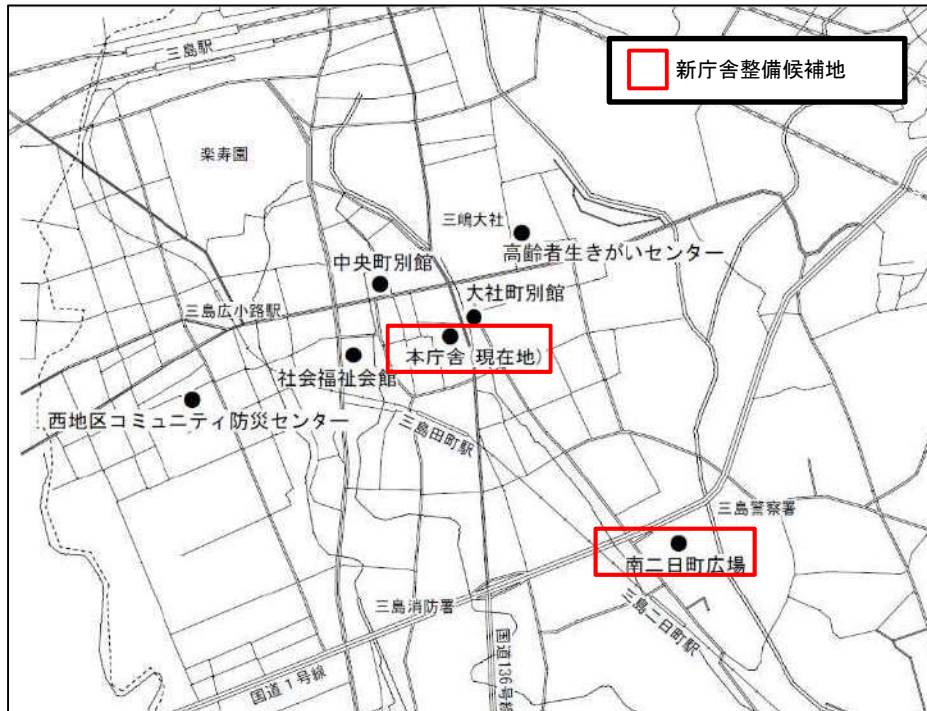 三島駅
新庁舎整備候補地
楽寿園
三嶋大社
高齢者生きがいセンター
中央町別館
大社町別館
三島広小路駅
本庁舎(現在地)
社会福祉会館
西地区コミュニティ防災センター
三島田町駅
三島警察署
南二日町広場
三島消防署
三島二日町駅
国道1号線
国道136号線